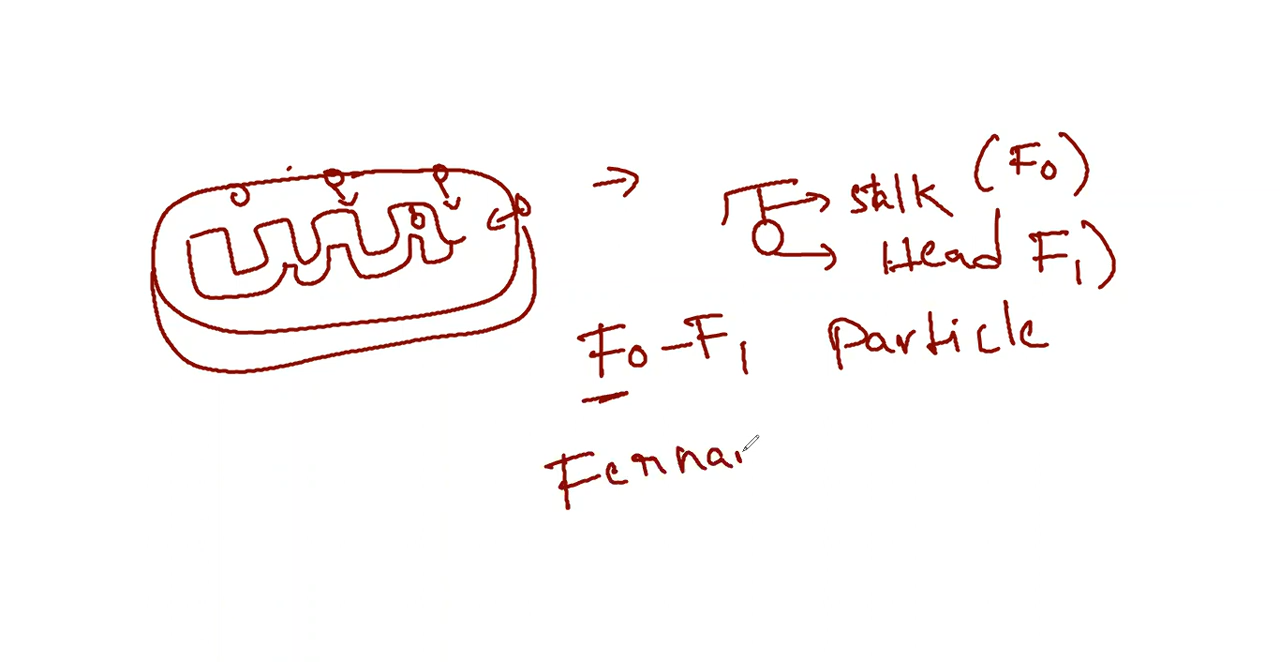 stalk (F0)
Head F1)
F0-F1 Particle
Fernan